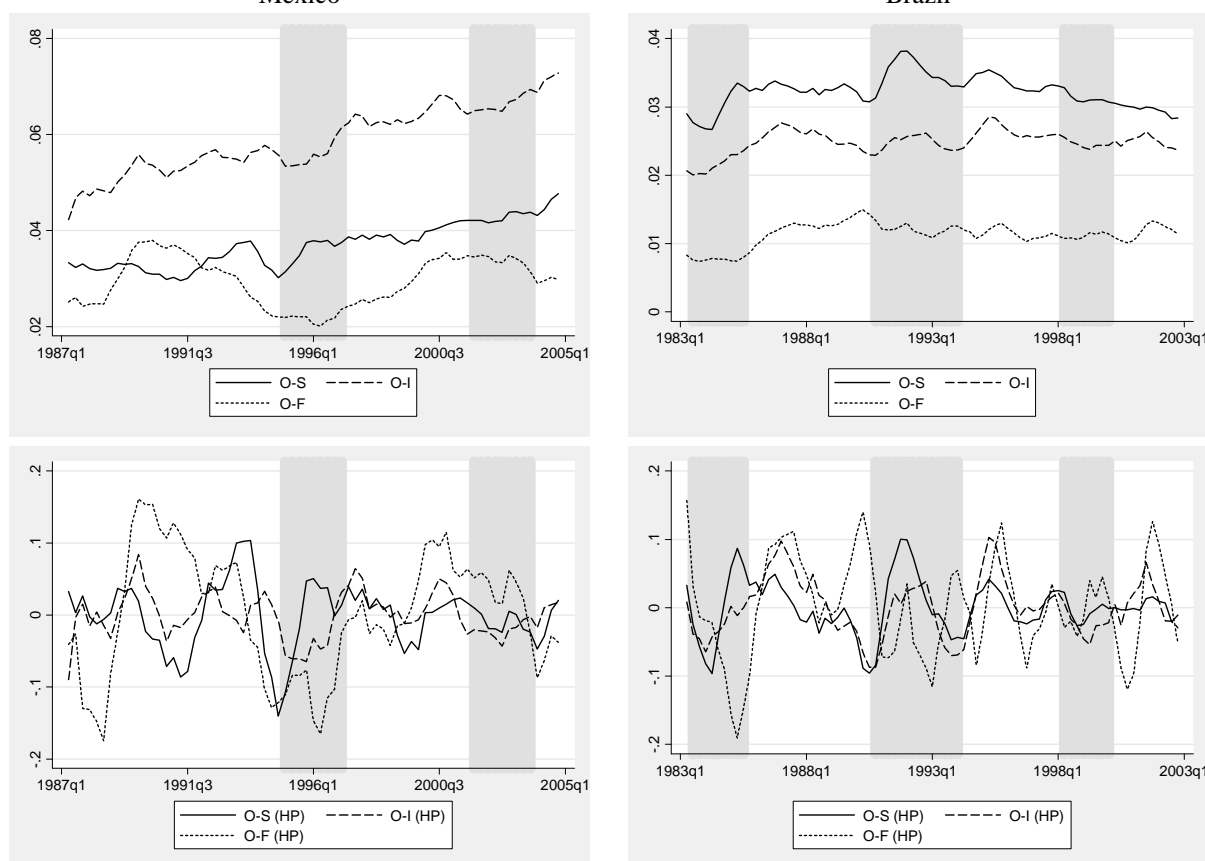 Mexico
Brazil
.08
.06
.04
.02
1987q1 1991q3 1996q1 2000q3 2005q1
O-S O-I
O-F
.04
.03
.02
.01
0
1983q1 1988q1 1993q1 1998q1 2003q1
O-S O-I
O-F
.2
.1
0
-.1
-.2
1987q1 1991q3 1996q1 2000q3 2005q1
O-S (HP) O-I (HP)
O-F (HP)
.2
.1
0
-.1
-.2
1983q1 1988q1 1993q1 1998q1 2003q1
O-S (HP) O-I (HP)
O-F (HP)